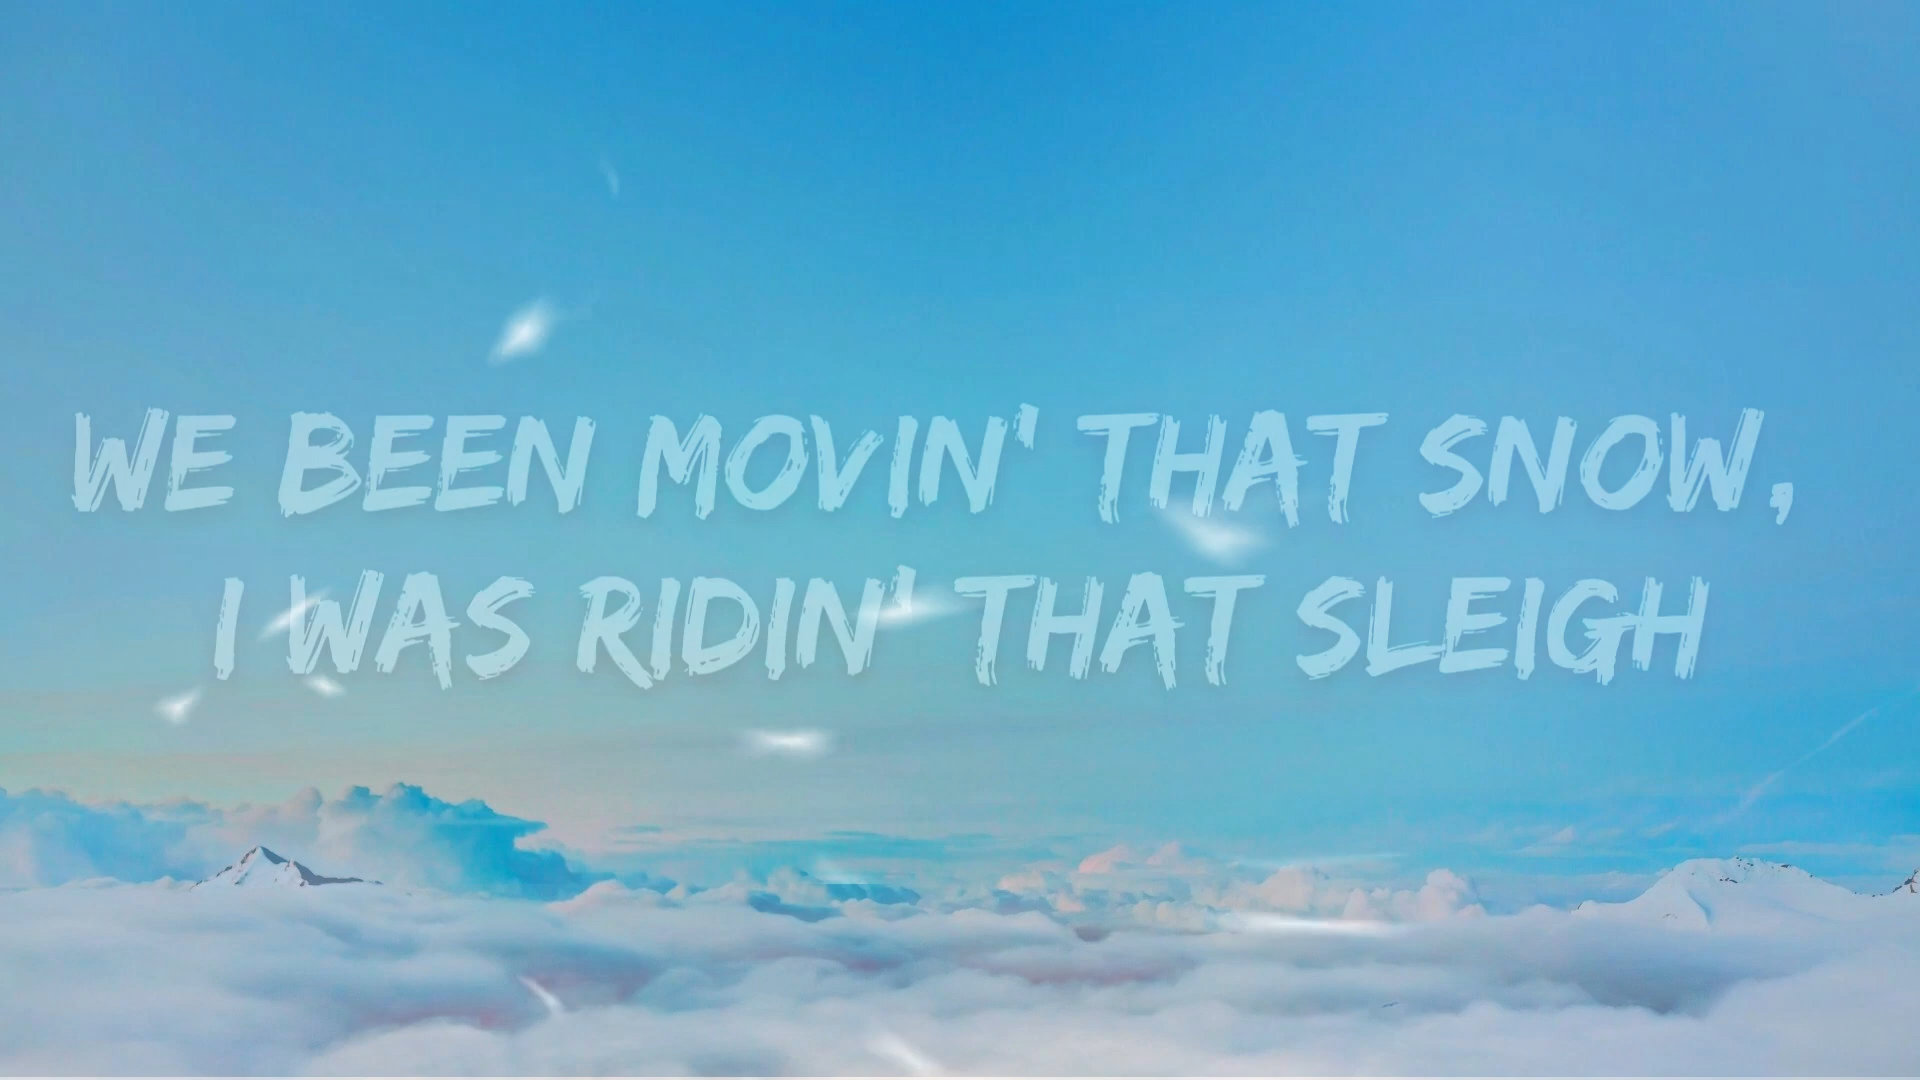 WE BEEN MOVIN' THAT SNOW,
I WAS RIDIN' THAT SLEIGH